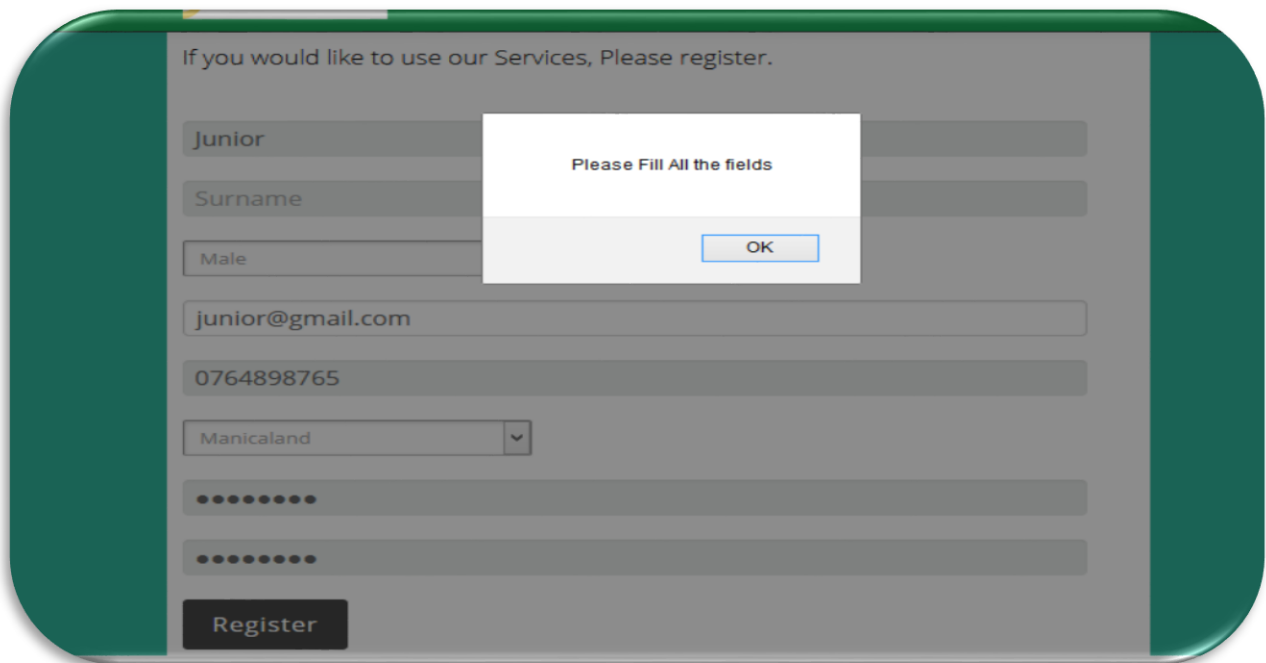 If you would like to use our Services, Please register.
Junior
Please Fill All the fields
Surname
OK
Male
junior@gmail.com
0764898765
Manicaland
••••••••
••••••••
Register